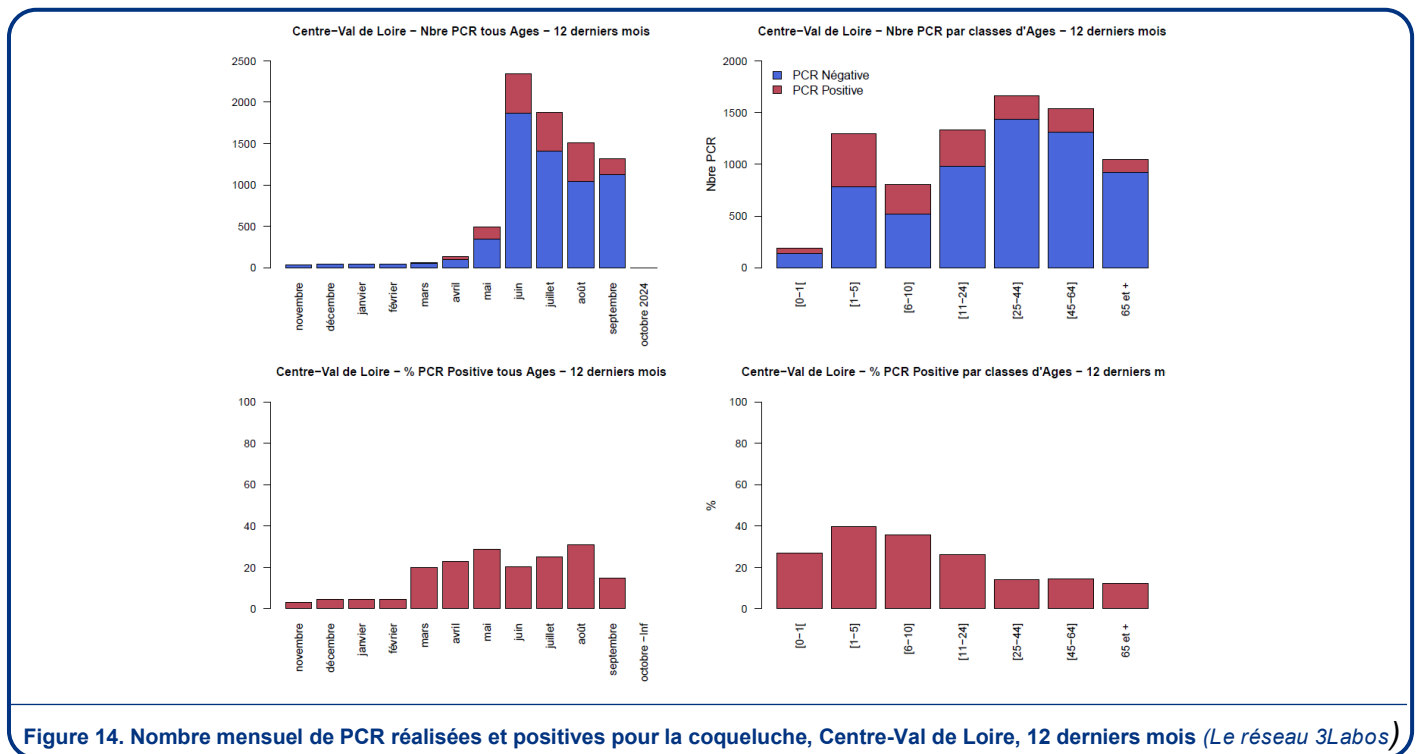 Centre−Val de Loire − Nbre PCR tous Ages − 12 derniers mois
2500
2000
1500
1000
500
0
novembre
décembre
janvier
février
mars
avril
mai
juin
juillet
août
septembre
octobre 2024
Centre−Val de Loire − Nbre PCR par classes d'Ages − 12 derniers mois
PCR Négative
PCR Positive
Nbre PCR
2000
1500
1000
500
0
[0−1[
[1−5]
[6−10]
[11−24]
[25−44]
[45−64]
65 et +
Centre−Val de Loire − % PCR Positive tous Ages − 12 derniers mois
100
80
60
40
20
0
novembre
décembre
janvier
février
mars
avril
mai
juin
juillet
août
septembre
octobre −Inf
Centre−Val de Loire − % PCR Positive par classes d'Ages − 12 derniers m
%
100
80
60
40
20
0
[0−1[
[1−5]
[6−10]
[11−24]
[25−44]
[45−64]
65 et +
Figure 14. Nombre mensuel de PCR réalisées et positives pour la coqueluche, Centre-Val de Loire, 12 derniers mois (Le réseau 3Labos)